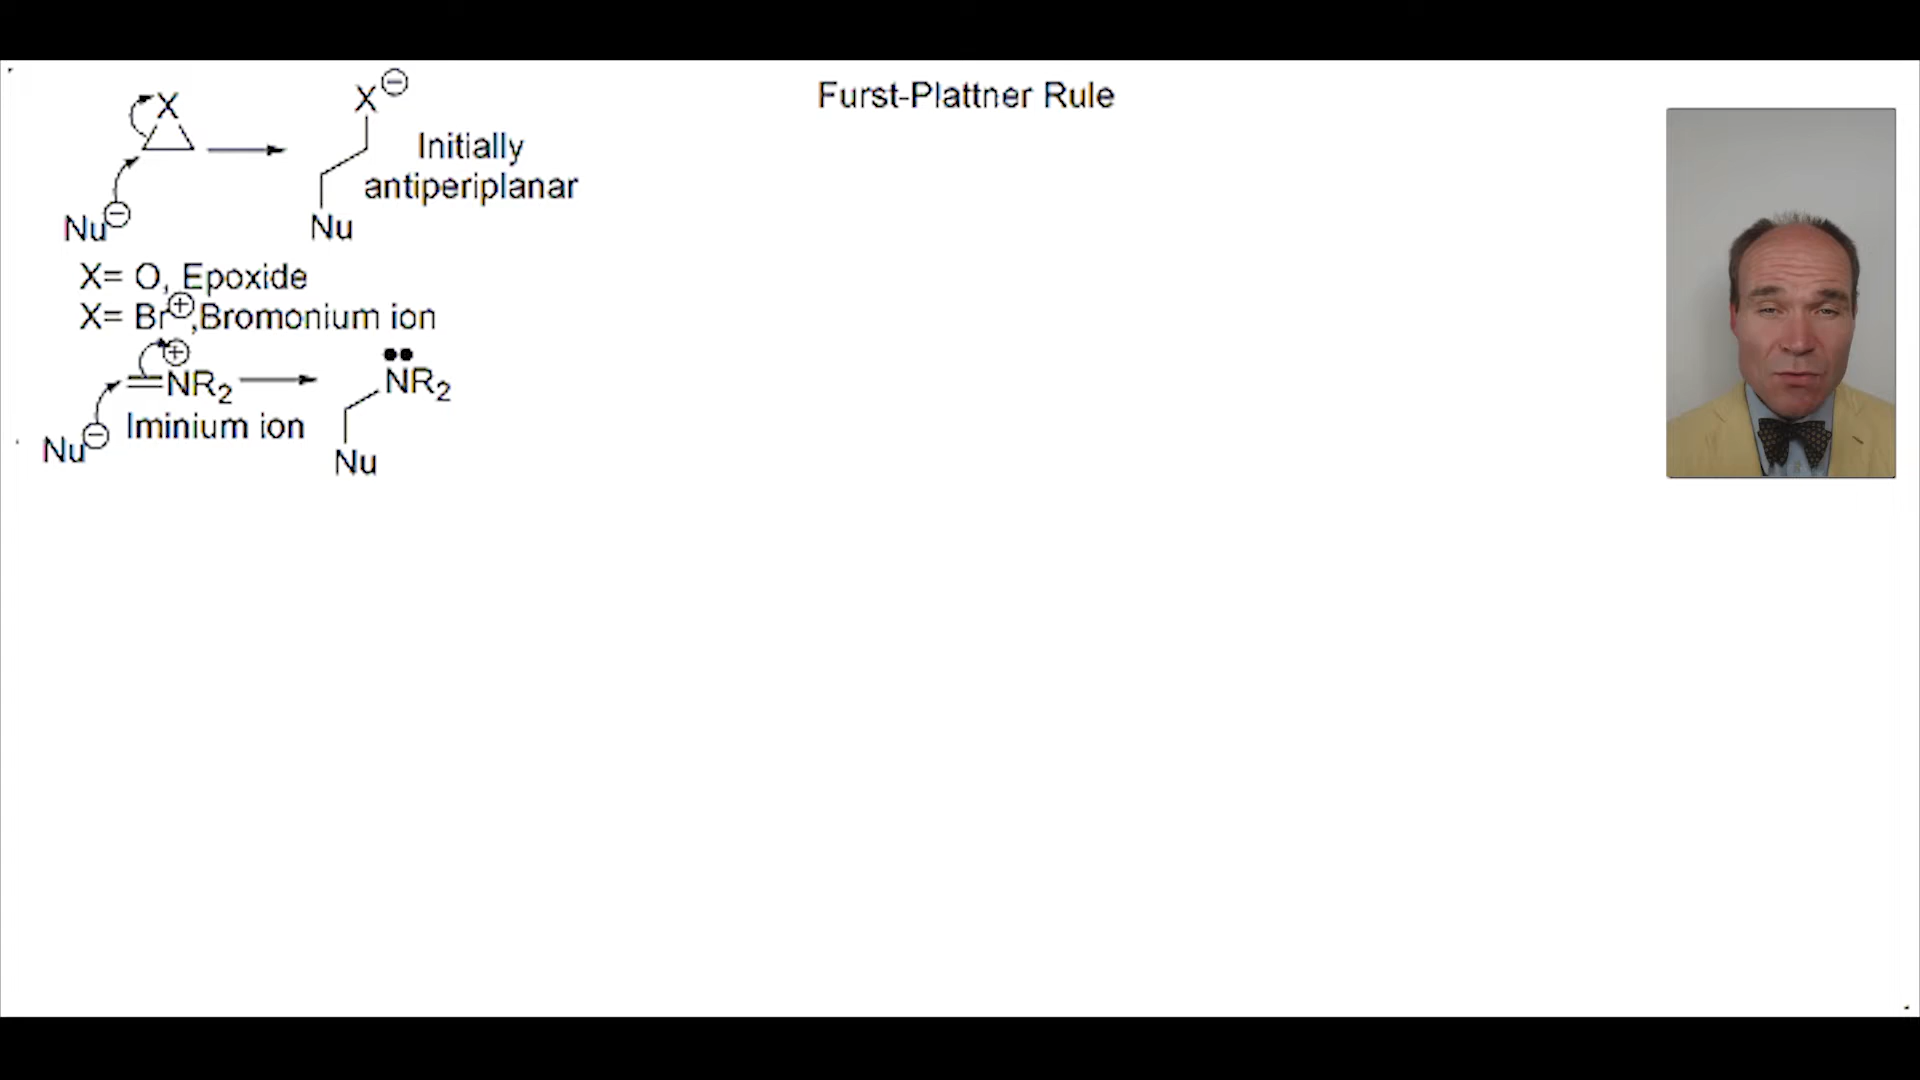 Furst-Plattner Rule
X
X⊖
Initially
antiperiplanar
Nu⊖
Nu
X= O, Epoxide
X= Br⊕,Bromonium ion
⊕
=NR2
••
NR2
Iminium ion
Nu⊖
Nu